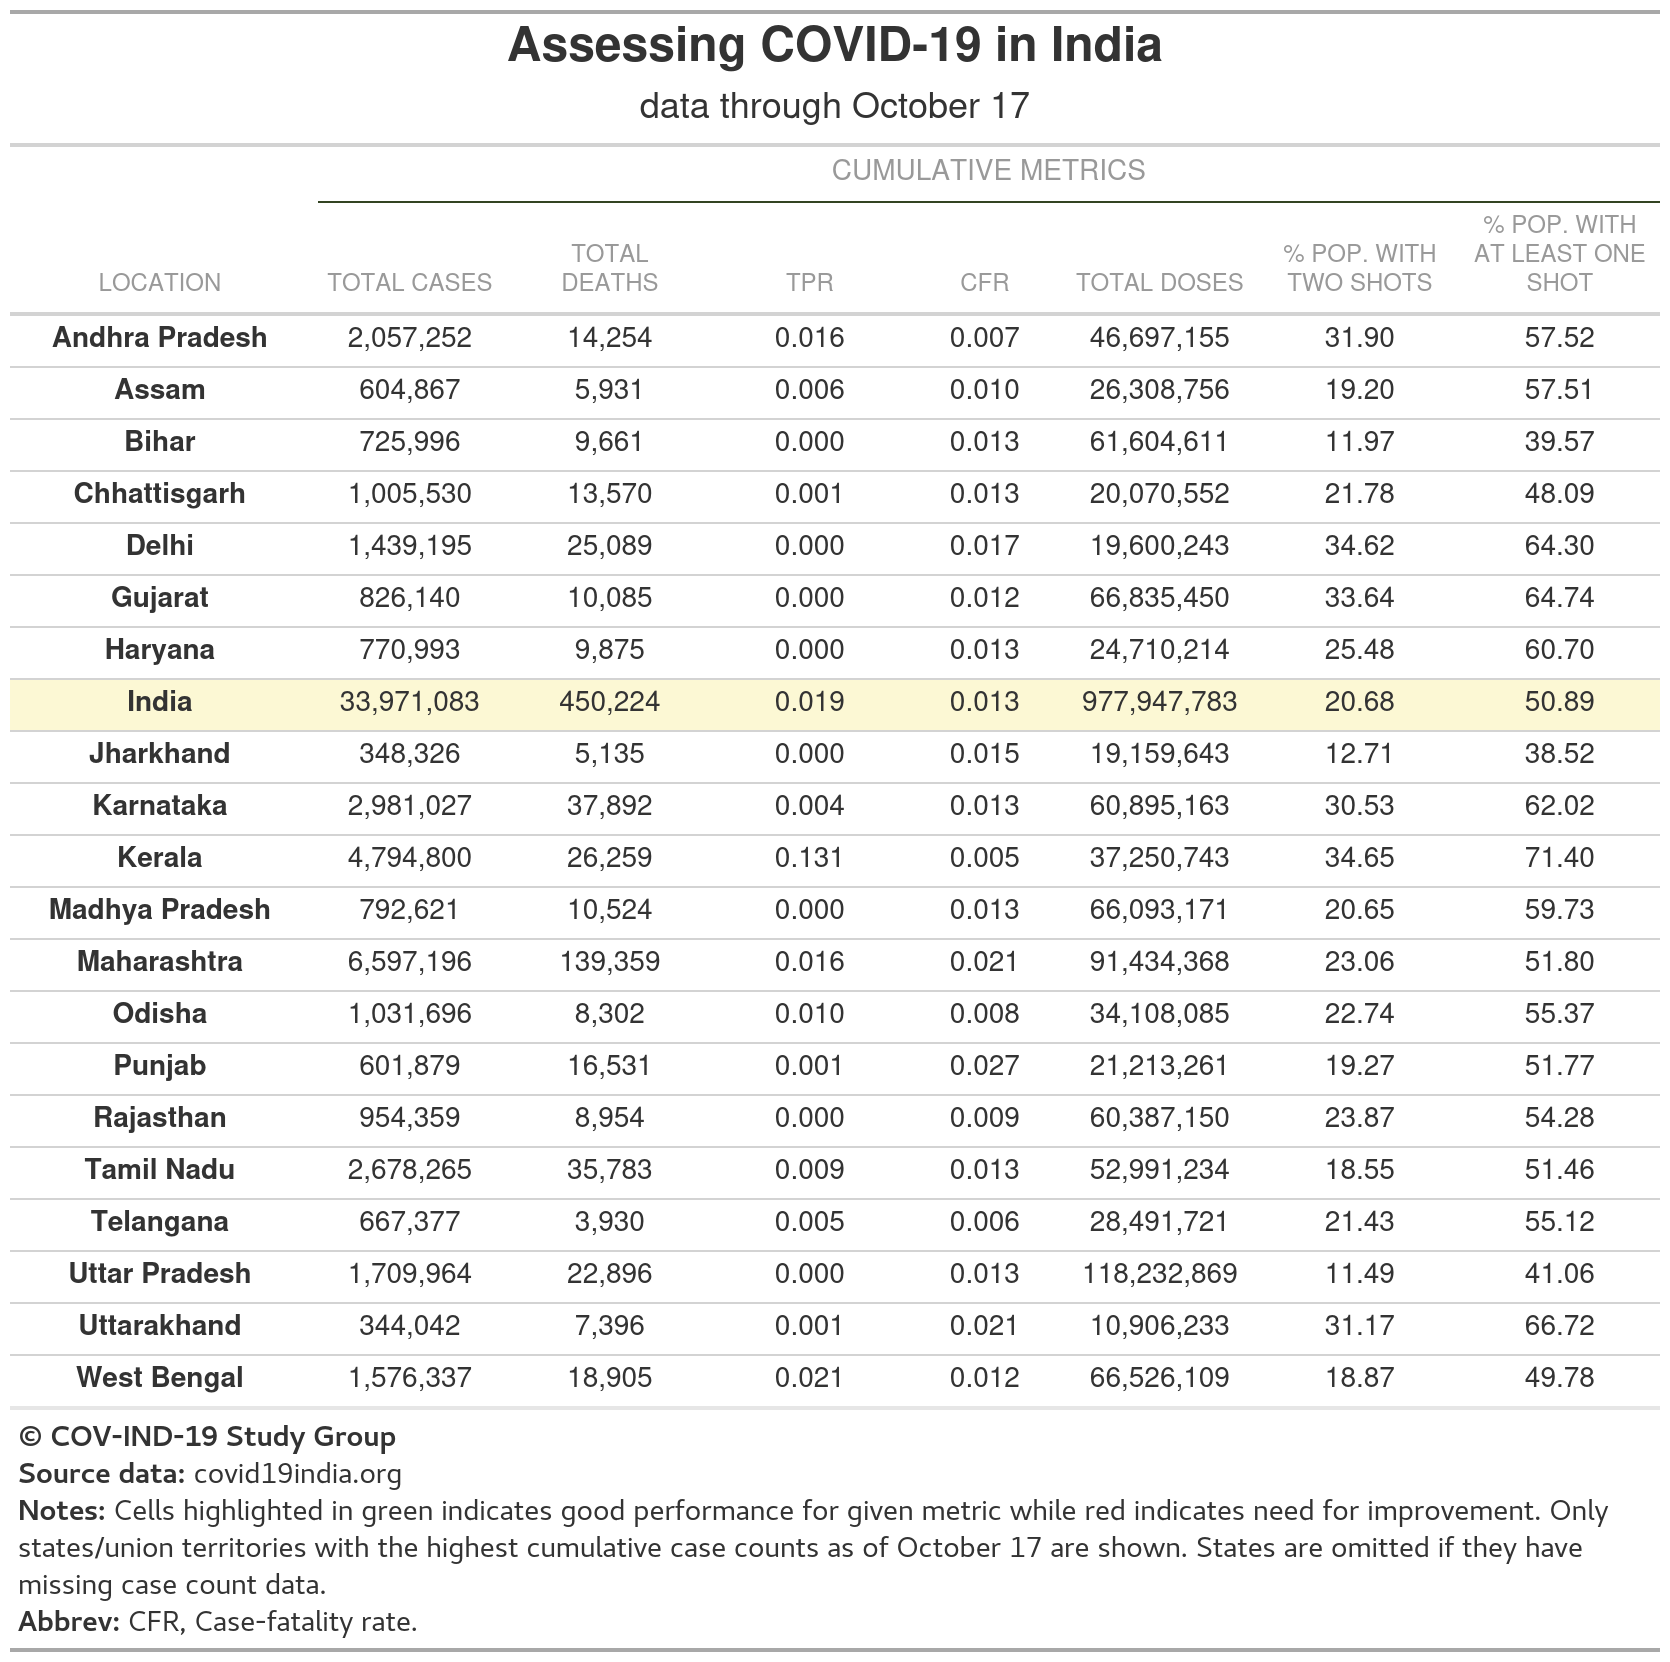 Assessing COVID-19 in India
data through October 17
CUMULATIVE METRICS
LOCATION TOTAL CASES TOTAL DEATHS TPR CFR TOTAL DOSES % POP. WITH TWO SHOTS % POP. WITH AT LEAST ONE SHOT
Andhra Pradesh 2,057,252 14,254 0.016 0.007 46,697,155 31.90 57.52
Assam 604,867 5,931 0.006 0.010 26,308,756 19.20 57.51
Bihar 725,996 9,661 0.000 0.013 61,604,611 11.97 39.57
Chhattisgarh 1,005,530 13,570 0.001 0.013 20,070,552 21.78 48.09
Delhi 1,439,195 25,089 0.000 0.017 19,600,243 34.62 64.30
Gujarat 826,140 10,085 0.000 0.012 66,835,450 33.64 64.74
Haryana 770,993 9,875 0.000 0.013 24,710,214 25.48 60.70
India 33,971,083 450,224 0.019 0.013 977,947,783 20.68 50.89
Jharkhand 348,326 5,135 0.000 0.015 19,159,643 12.71 38.52
Karnataka 2,981,027 37,892 0.004 0.013 60,895,163 30.53 62.02
Kerala 4,794,800 26,259 0.131 0.005 37,250,743 34.65 71.40
Madhya Pradesh 792,621 10,524 0.000 0.013 66,093,171 20.65 59.73
Maharashtra 6,597,196 139,359 0.016 0.021 91,434,368 23.06 51.80
Odisha 1,031,696 8,302 0.010 0.008 34,108,085 22.74 55.37
Punjab 601,879 16,531 0.001 0.027 21,213,261 19.27 51.77
Rajasthan 954,359 8,954 0.000 0.009 60,387,150 23.87 54.28
Tamil Nadu 2,678,265 35,783 0.009 0.013 52,991,234 18.55 51.46
Telangana 667,377 3,930 0.005 0.006 28,491,721 21.43 55.12
Uttar Pradesh 1,709,964 22,896 0.000 0.013 118,232,869 11.49 41.06
Uttarakhand 344,042 7,396 0.001 0.021 10,906,233 31.17 66.72
West Bengal 1,576,337 18,905 0.021 0.012 66,526,109 18.87 49.78
© COV-IND-19 Study Group
Source data: covid19india.org
Notes: Cells highlighted in green indicates good performance for given metric while red indicates need for improvement. Only
states/union territories with the highest cumulative case counts as of October 17 are shown. States are omitted if they have
missing case count data.
Abbrev: CFR, Case-fatality rate.